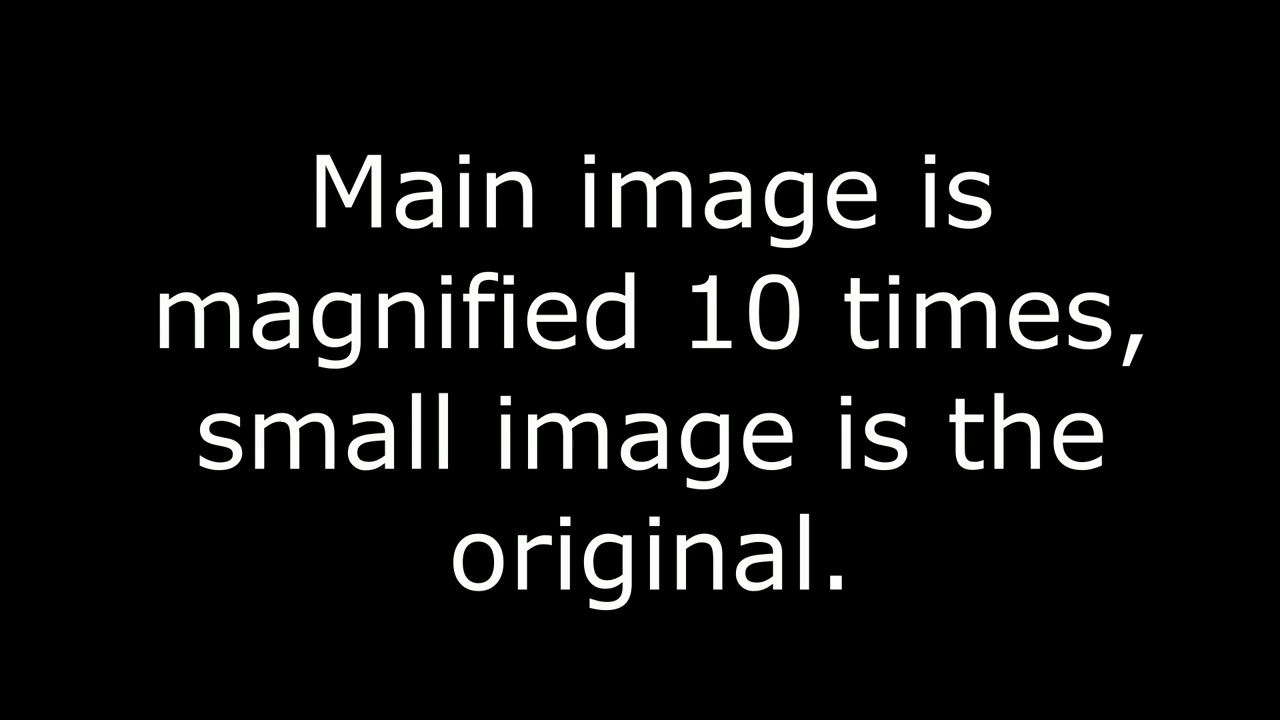 Main image is
magnified 10 times,
small image is the
original.